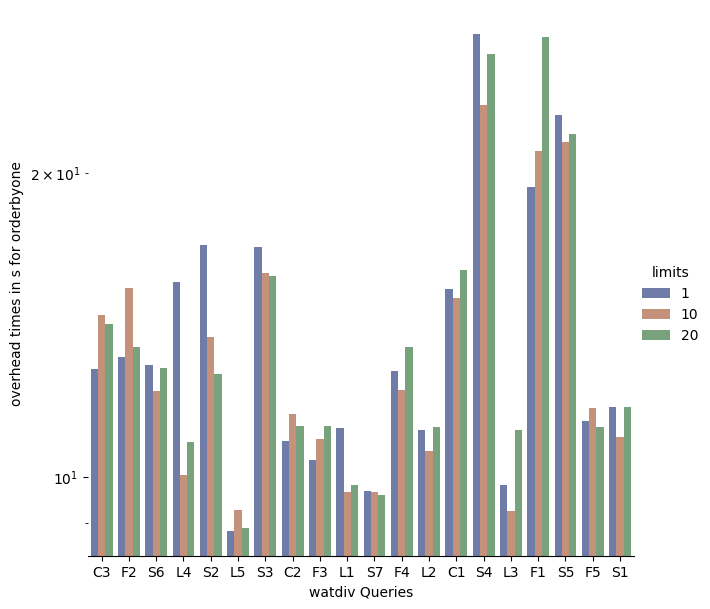 overhead times in s for orderbyone
2 × 10¹
10¹
C3 F2 S6 L4 S2 L5 S3 C2 F3 L1 S7 F4 L2 C1 S4 L3 F1 S5 F5 S1
watdiv Queries
limits
1
10
20